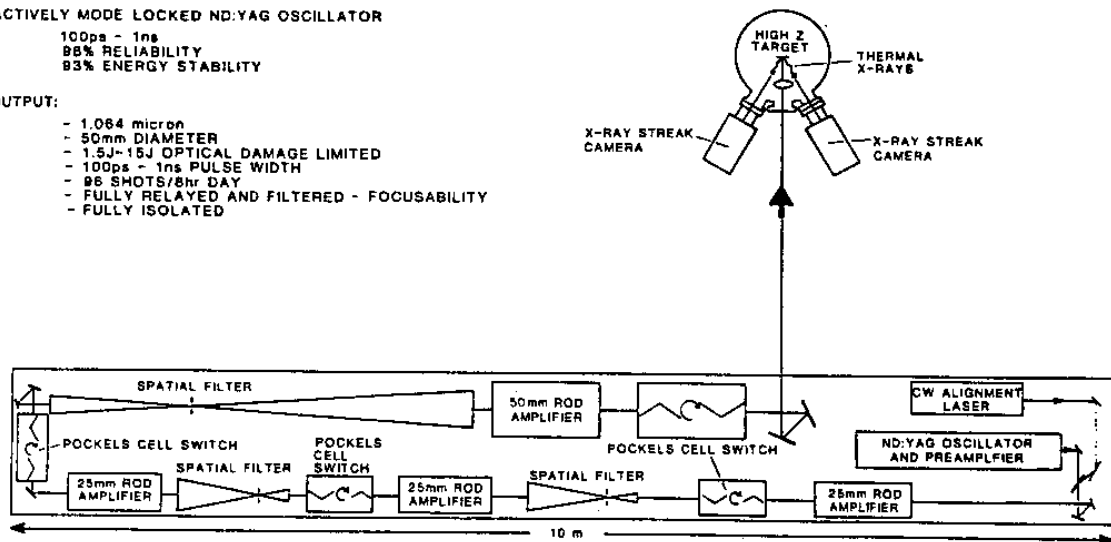 ACTIVELY MODE LOCKED ND:YAG OSCILLATOR
100ps - 1ns
98% RELIABILITY
93% ENERGY STABILITY
UTPUT:
- 1.064 micron
- 50mm DIAMETER
- 1.5J-15J OPTICAL DAMAGE LIMITED
- 100ps - 1ns PULSE WIDTH
- 96 SHOTS/8hr DAY
- FULLY RELAYED AND FILTERED - FOCUSABILITY
- FULLY ISOLATED
HIGH Z
TARGET
THERMAL
X-RAYS
X-RAY STREAK
CAMERA
X-RAY STREAK
CAMERA
SPATIAL FILTER
50mm ROD
AMPLIFIER
POCKELS CELL SWITCH
CW ALIGNMENT
LASER
ND:YAG OSCILLATOR
AND PREAMPLFIER
POCKELS CELL SWITCH
25mm ROD
AMPLIFIER
SPATIAL FILTER
POCKELS
CELL
SWITCH
25mm ROD
AMPLIFIER
SPATIAL FILTER
25mm ROD
AMPLIFIER
10 m